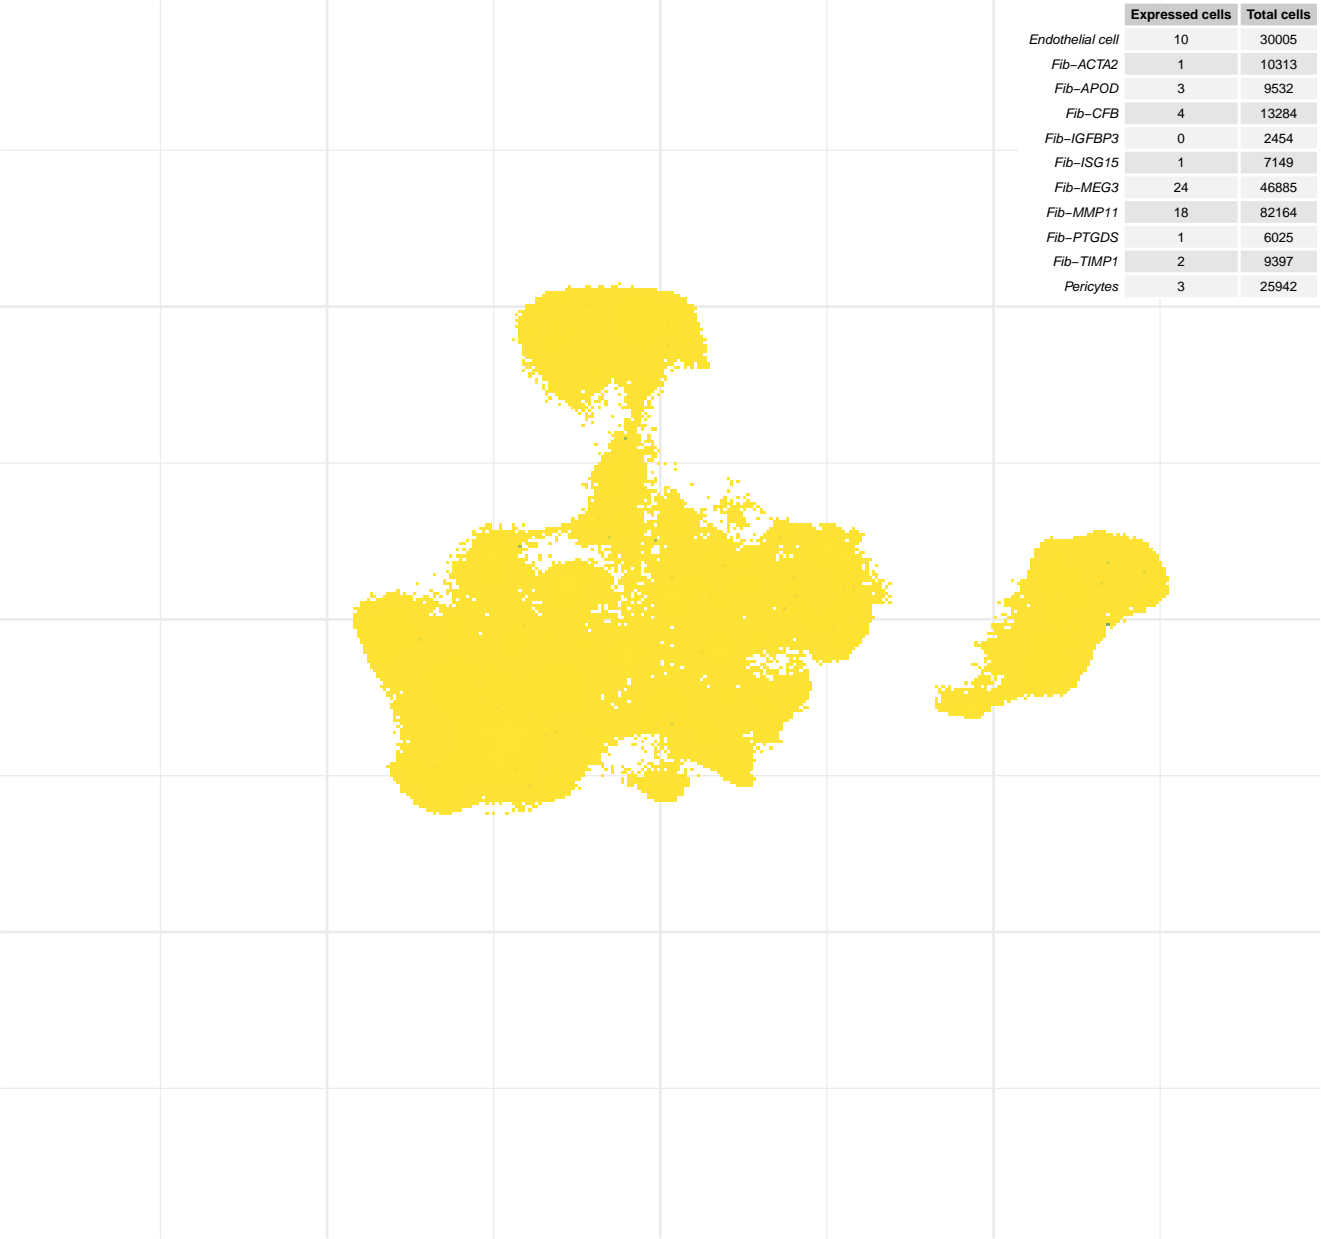 Expressed cells Total cells
Endothelial cell 10 30005
Fib−ACTA2 1 10313
Fib−APOD 3 9532
Fib−CFB 4 13284
Fib−IGFBP3 0 2454
Fib−ISG15 1 7149
Fib−MEG3 24 46885
Fib−MMP11 18 82164
Fib−PTGDS 1 6025
Fib−TIMP1 2 9397
Pericytes 3 25942